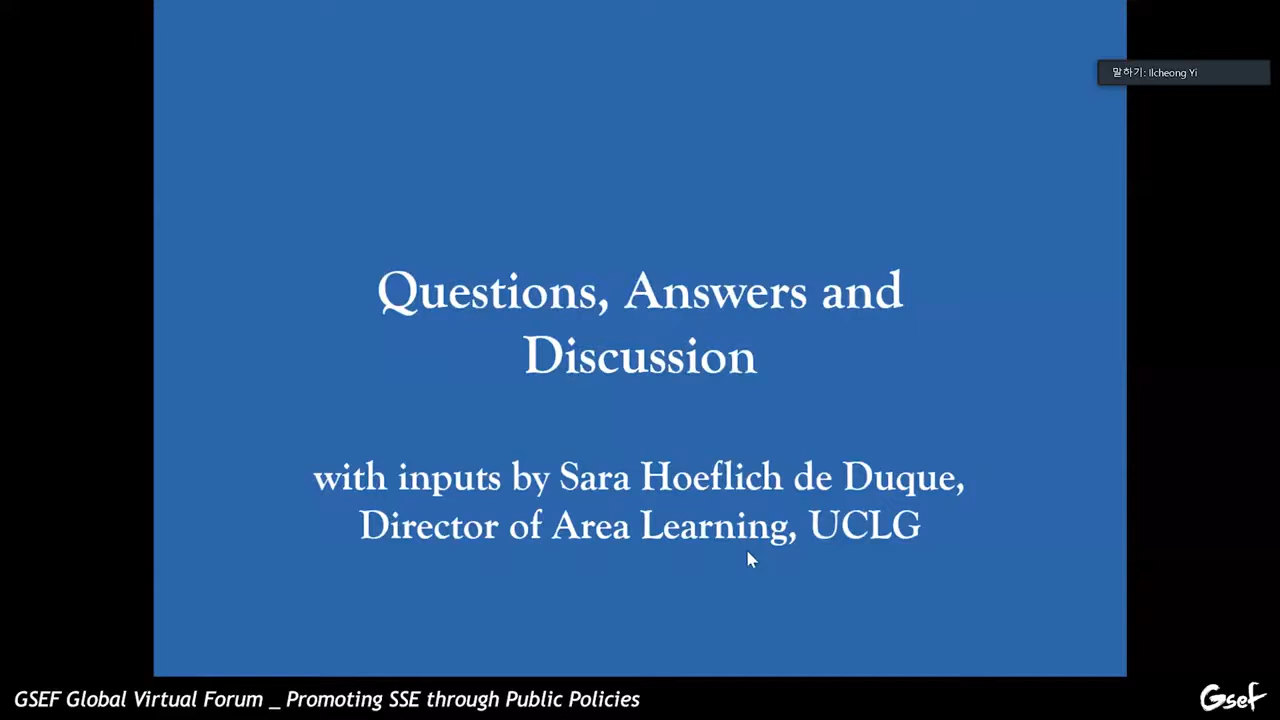 말하기: Ilcheong Yi
Questions, Answers and
Discussion
with inputs by Sara Hoeflich de Duque,
Director of Area Learning, UCLG
GSEF Global Virtual Forum _ Promoting SSE through Public Policies
Gsef